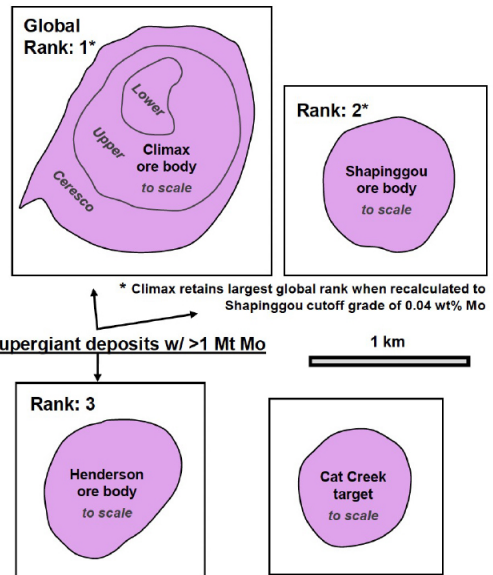 Global
Rank: 1*
Lower
Upper
Climax
ore body
to scale
Ceresco
Rank: 2*
Shapinggou
ore body
to scale
* Climax retains largest global rank when recalculated to
Shapinggou cutoff grade of 0.04 wt% Mo
upergiant deposits w/ >1 Mt Mo
1 km
Rank: 3
Henderson
ore body
to scale
Cat Creek
target
to scale